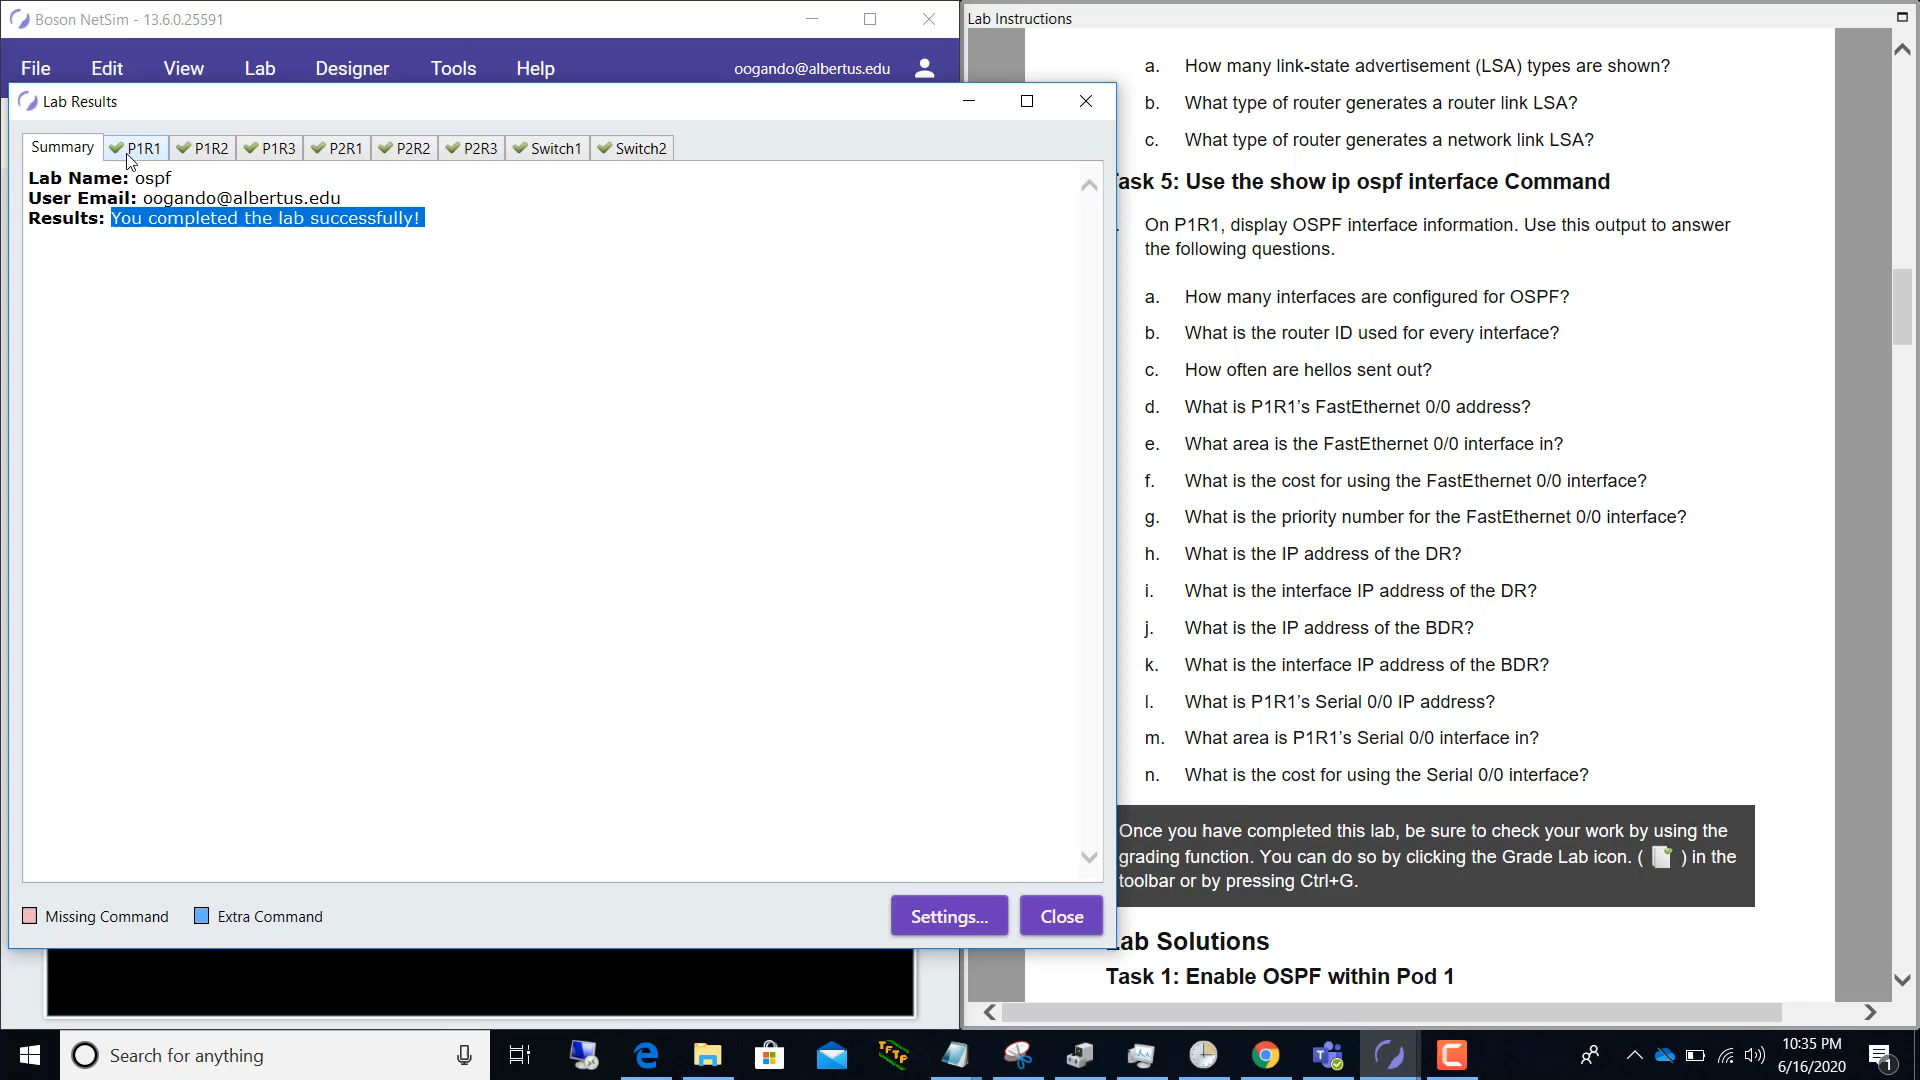 Boson NetSim - 13.6.0.25591
File Edit View Lab Designer Tools Help oogando@albertus.edu
Lab Results
Summary P1R1 P1R2 P1R3 P2R1 P2R2 P2R3 Switch1 Switch2
Lab Name: ospf
User Email: oogando@albertus.edu
Results: You completed the lab successfully!
Missing Command Extra Command Settings... Close
Lab Instructions
a. How many link-state advertisement (LSA) types are shown?
b. What type of router generates a router link LSA?
c. What type of router generates a network link LSA?
ask 5: Use the show ip ospf interface Command
On P1R1, display OSPF interface information. Use this output to answer
the following questions.
a. How many interfaces are configured for OSPF?
b. What is the router ID used for every interface?
c. How often are hellos sent out?
d. What is P1R1’s FastEthernet 0/0 address?
e. What area is the FastEthernet 0/0 interface in?
f. What is the cost for using the FastEthernet 0/0 interface?
g. What is the priority number for the FastEthernet 0/0 interface?
h. What is the IP address of the DR?
i. What is the interface IP address of the DR?
j. What is the IP address of the BDR?
k. What is the interface IP address of the BDR?
l. What is P1R1’s Serial 0/0 IP address?
m. What area is P1R1’s Serial 0/0 interface in?
n. What is the cost for using the Serial 0/0 interface?
Once you have completed this lab, be sure to check your work by using the
grading function. You can do so by clicking the Grade Lab icon. ( ) in the
toolbar or by pressing Ctrl+G.
Lab Solutions
Task 1: Enable OSPF within Pod 1
Search for anything
TFTP
10:35 PM
6/16/2020
1